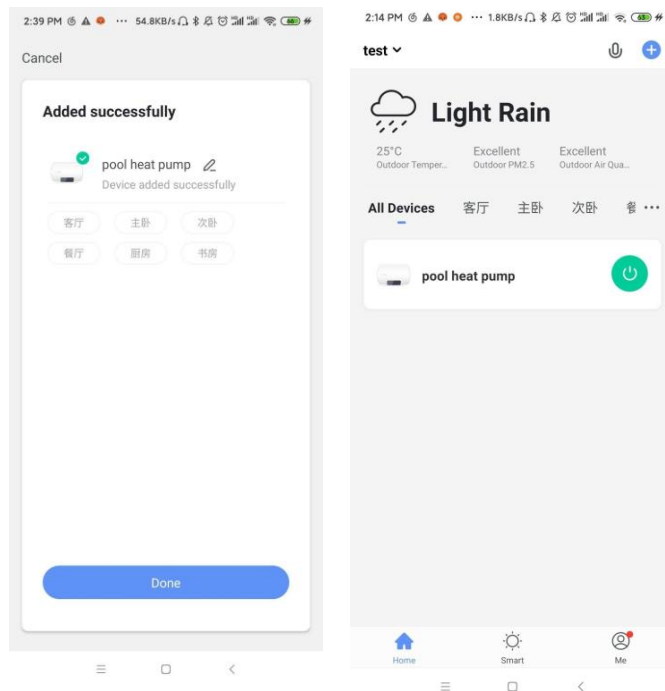 2:39 PM ··· 54.8KB/s
Cancel
Added successfully
pool heat pump
Device added successfully
客厅 主卧 次卧
餐厅 厨房 书房
Done
2:14 PM ··· 1.8KB/s
test
Light Rain
25°C Excellent Excellent
Outdoor Temper... Outdoor PM2.5 Outdoor Air Qua...
All Devices 客厅 主卧 次卧 餐 ···
pool heat pump
Home Smart Me